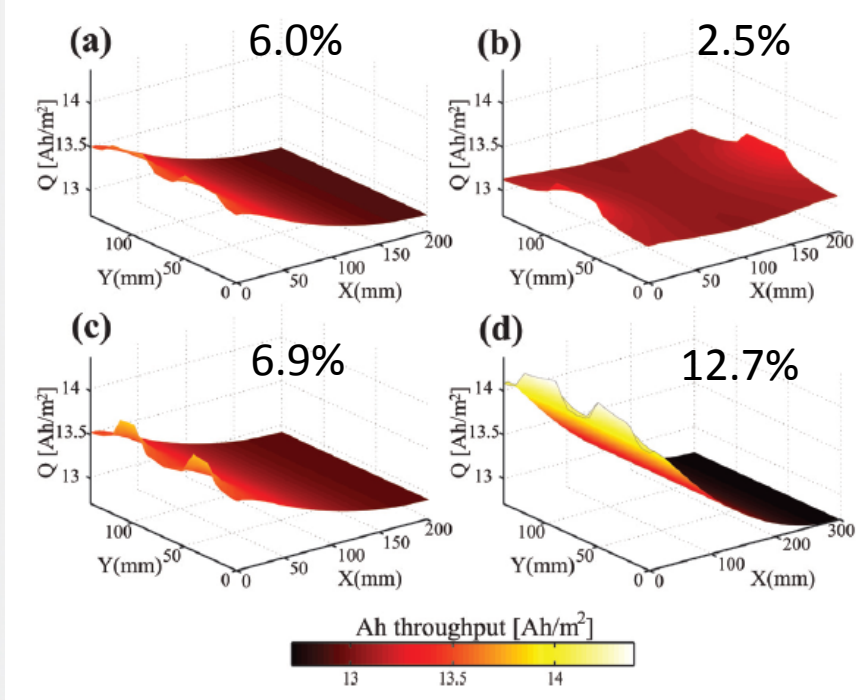 (a) 6.0%
(b) 2.5%
Q [Ah/m²]
14
13.5
13
100
50
0
Y(mm)
0
50
100
150
200
X(mm)
Q [Ah/m²]
14
13.5
13
100
50
0
Y(mm)
0
50
100
150
200
X(mm)
(c) 6.9%
(d) 12.7%
Q [Ah/m²]
14
13.5
13
100
50
0
Y(mm)
0
50
100
150
200
X(mm)
Q [Ah/m²]
14
13.5
13
100
50
0
Y(mm)
0
100
200
300
X(mm)
Ah throughput [Ah/m²]
13 13.5 14